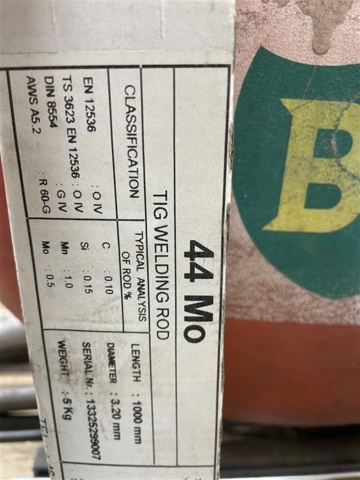 44 Mo
TIG WELDING ROD
CLASSIFICATION
EN 12536 : O IV
TS 3623 EN 12536 : O IV
DIN 8554 : G IV
AWS A5.2 : R 60-G
TYPICAL ANALYSIS
OF ROD %
C : 0.10
Si : 0.15
Mn : 1.0
Mo : 0.5
LENGTH : 1000 mm
DIAMETER : 3.20 mm
SERIAL Nr. : 13325299007
WEIGHT : 5 Kg
B